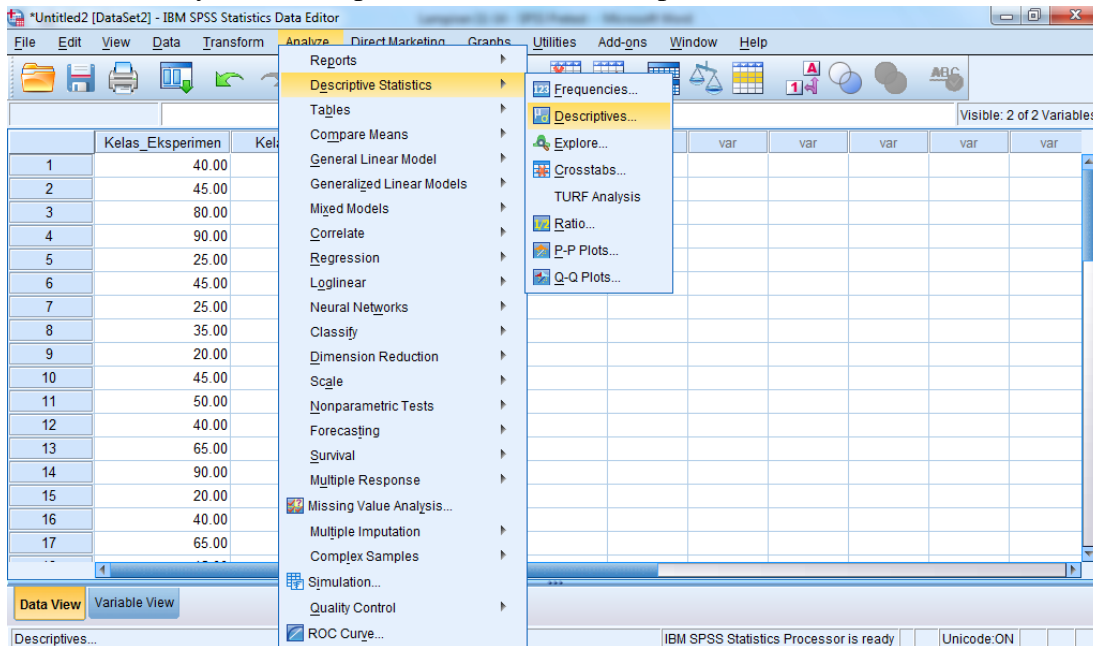 *Untitled2 [DataSet2] - IBM SPSS Statistics Data Editor
File Edit View Data Transform Analyze Direct Marketing Graphs Utilities Add-ons Window Help
Visible: 2 of 2 Variables
Reports
Descriptive Statistics
Tables
Compare Means
General Linear Model
Generalized Linear Models
Mixed Models
Correlate
Regression
Loglinear
Neural Networks
Classify
Dimension Reduction
Scale
Nonparametric Tests
Forecasting
Survival
Multiple Response
Missing Value Analysis...
Multiple Imputation
Complex Samples
Simulation...
Quality Control
ROC Curve...
Frequencies...
Descriptives...
Explore...
Crosstabs...
TURF Analysis
Ratio...
P-P Plots...
Q-Q Plots...
Kelas_Eksperimen Kela var var var var var
1 40.00
2 45.00
3 80.00
4 90.00
5 25.00
6 45.00
7 25.00
8 35.00
9 20.00
10 45.00
11 50.00
12 40.00
13 65.00
14 90.00
15 20.00
16 40.00
17 65.00
Data View Variable View
Descriptives... IBM SPSS Statistics Processor is ready Unicode:ON